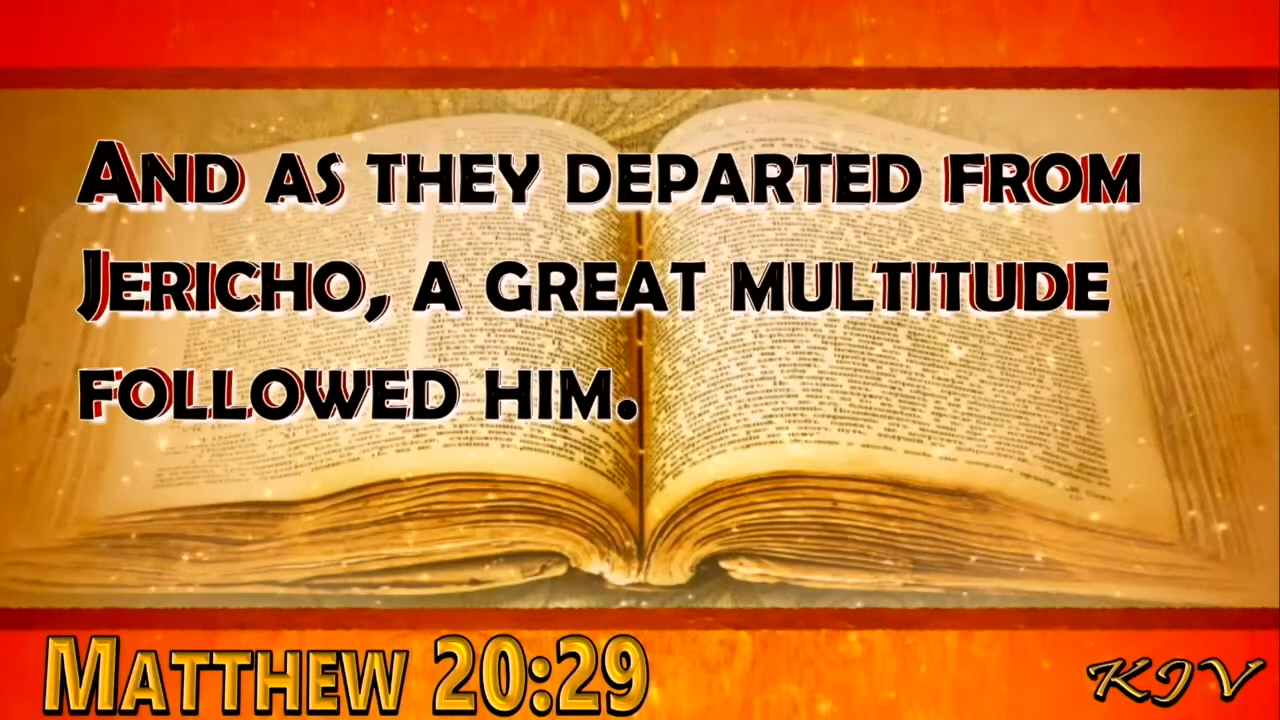 And as they departed from
Jericho, a great multitude
followed him.
Matthew 20:29
KJV